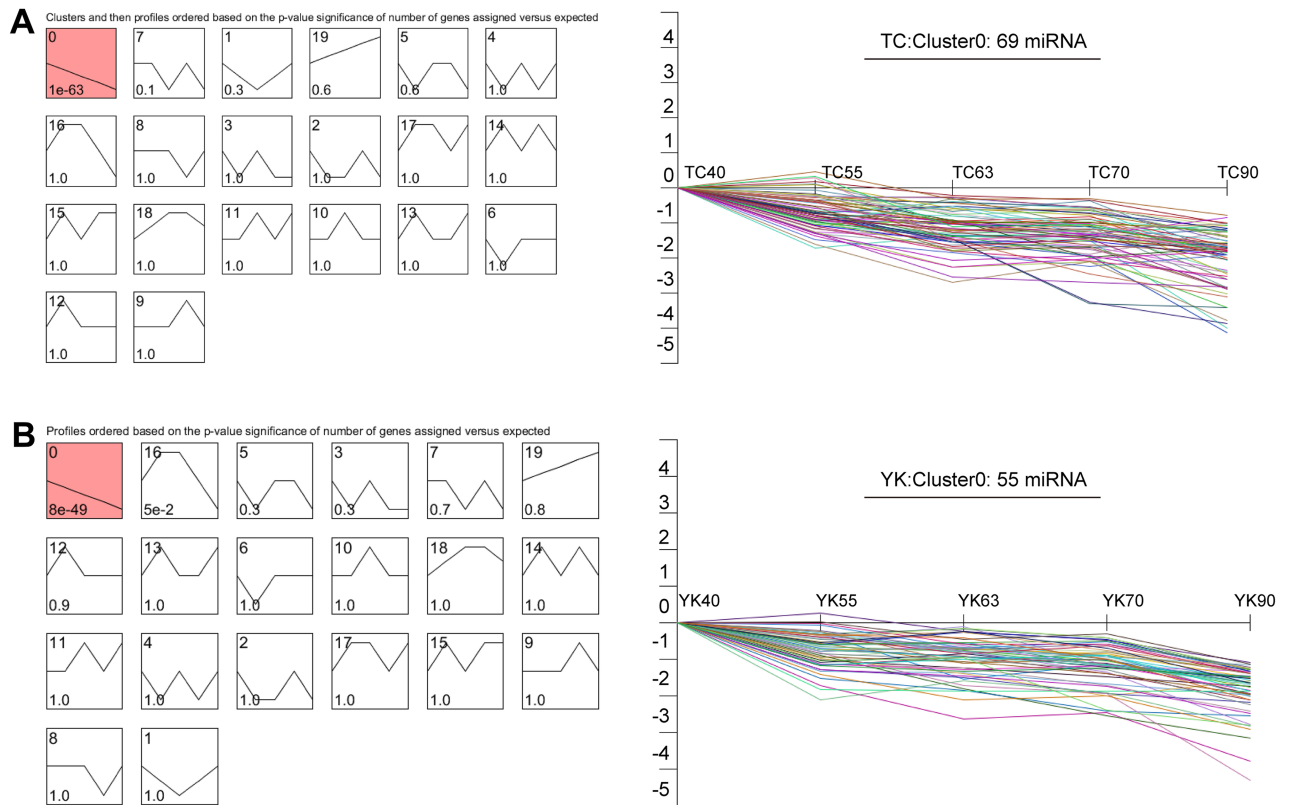 A
Clusters and then profiles ordered based on the p-value significance of number of genes assigned versus expected
0 7 1 19 5 4
1e-63 0.1 0.3 0.6 0.6 1.0
16 8 3 2 17 14
1.0 1.0 1.0 1.0 1.0 1.0
15 18 11 10 13 6
1.0 1.0 1.0 1.0 1.0 1.0
12 9
1.0 1.0
TC:Cluster0: 69 miRNA
4
3
2
1
0 TC40 TC55 TC63 TC70 TC90
-1
-2
-3
-4
-5
B
Profiles ordered based on the p-value significance of number of genes assigned versus expected
0 16 5 3 7 19
8e-49 5e-2 0.3 0.3 0.7 0.8
12 13 6 10 18 14
0.9 1.0 1.0 1.0 1.0 1.0
11 4 2 17 15 9
1.0 1.0 1.0 1.0 1.0 1.0
8 1
1.0 1.0
YK:Cluster0: 55 miRNA
4
3
2
1
0 YK40 YK55 YK63 YK70 YK90
-1
-2
-3
-4
-5